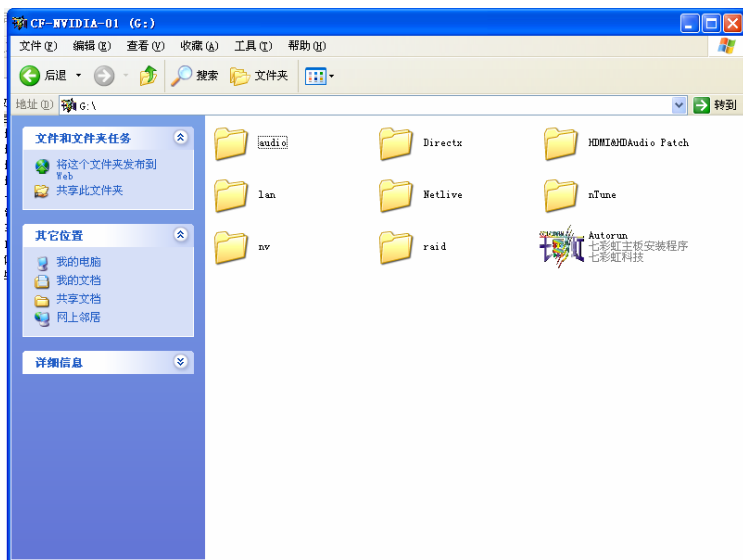 CF-NVIDIA-01 (G:)
文件(F) 编辑(E) 查看(V) 收藏(A) 工具(T) 帮助(H)
后退 搜索 文件夹
地址(D) G:\ 转到
文件和文件夹任务
将这个文件夹发布到
Web
共享此文件夹
其它位置
我的电脑
我的文档
共享文档
网上邻居
详细信息
audio
Directx
HDMI&HDAudio Patch
lan
Netlive
nTune
nv
raid
七彩虹
Autorun
七彩虹主板安装程序
七彩虹科技